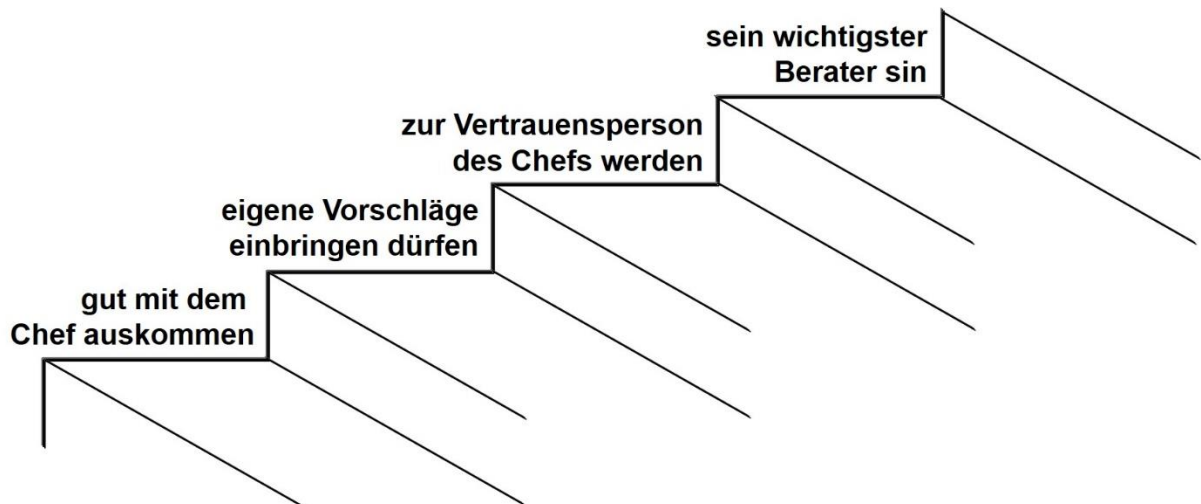 sein wichtigster
Berater sin
zur Vertrauensperson
des Chefs werden
eigene Vorschläge
einbringen dürfen
gut mit dem
Chef auskommen